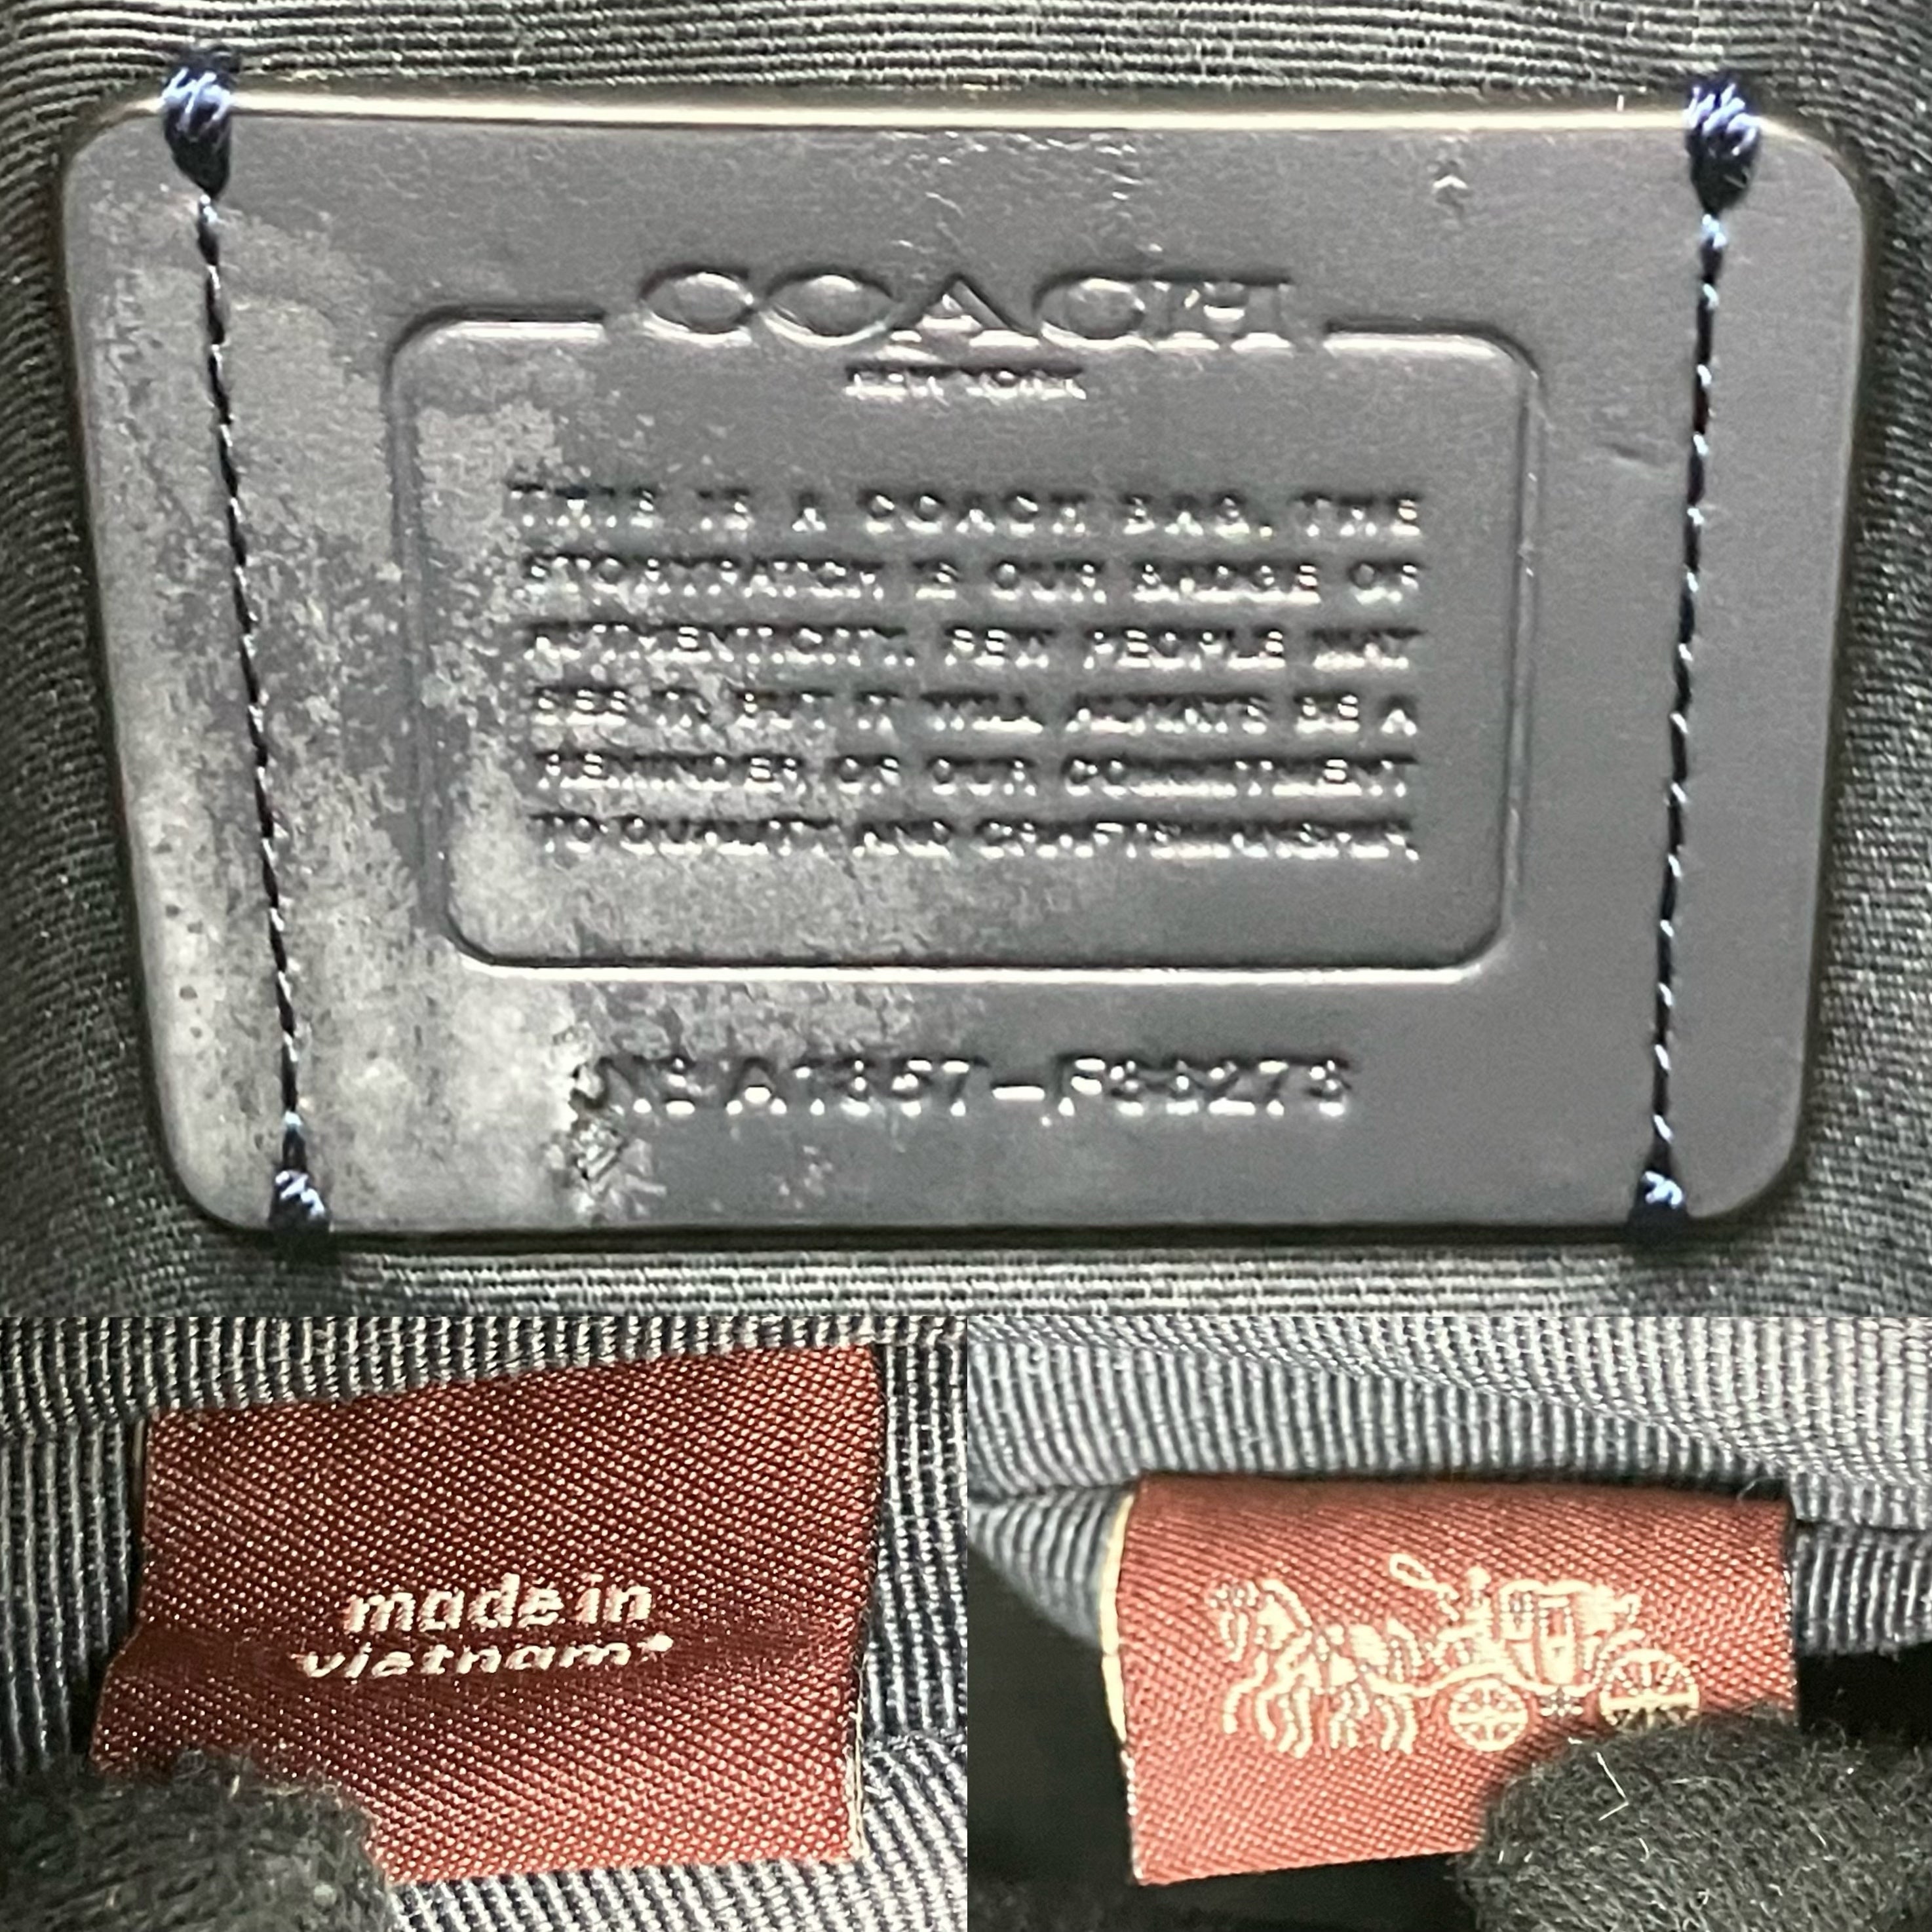 COACH
NEW YORK
THIS IS A COACH BAG. THE
STORYPATCH IS OUR BADGE OF
AUTHENTICITY. FEW PEOPLE MAY
SEE IT, BUT IT WILL ALWAYS BE A
REMINDER OF OUR COMMITMENT
TO QUALITY AND CRAFTSMANSHIP.
made in
vietnam*